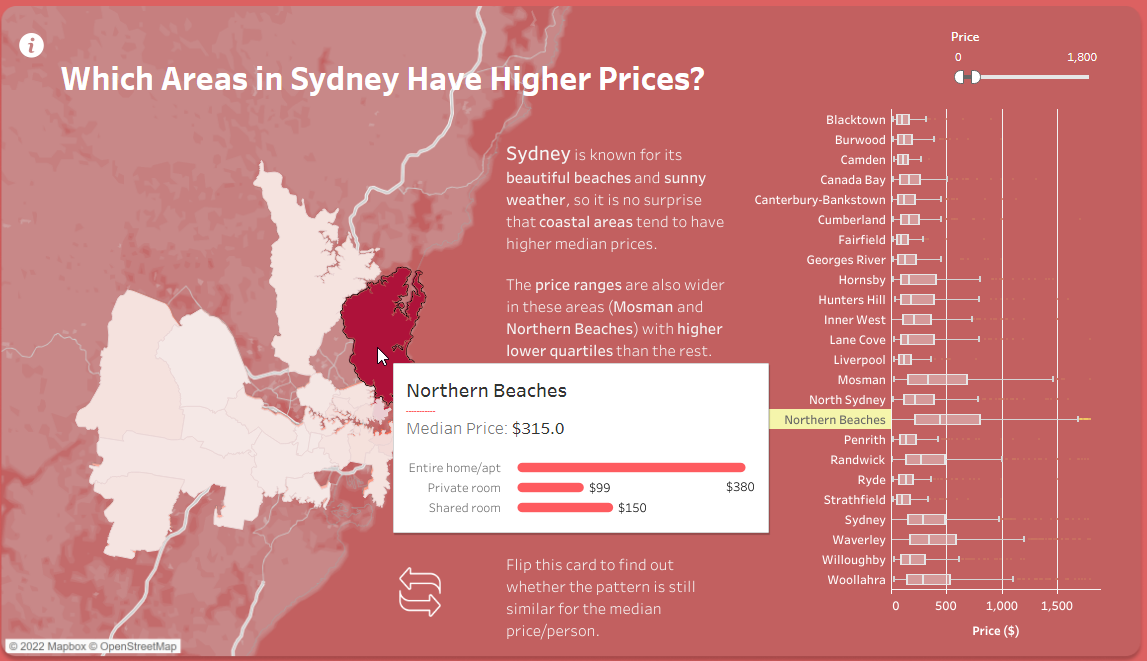 i
Which Areas in Sydney Have Higher Prices?
Price
0 1,800
Sydney is known for its
beautiful beaches and sunny
weather, so it is no surprise
that coastal areas tend to have
higher median prices.
The price ranges are also wider
in these areas (Mosman and
Northern Beaches) with higher
lower quartiles than the rest.
Northern Beaches
----------
Median Price: $315.0
Entire home/apt
$380
Private room $99
Shared room $150
Flip this card to find out
whether the pattern is still
similar for the median
price/person.
Blacktown
Burwood
Camden
Canada Bay
Canterbury-Bankstown
Cumberland
Fairfield
Georges River
Hornsby
Hunters Hill
Inner West
Lane Cove
Liverpool
Mosman
North Sydney
Northern Beaches
Penrith
Randwick
Ryde
Strathfield
Sydney
Waverley
Willoughby
Woollahra
0 500 1,000 1,500
Price ($)
© 2022 Mapbox © OpenStreetMap